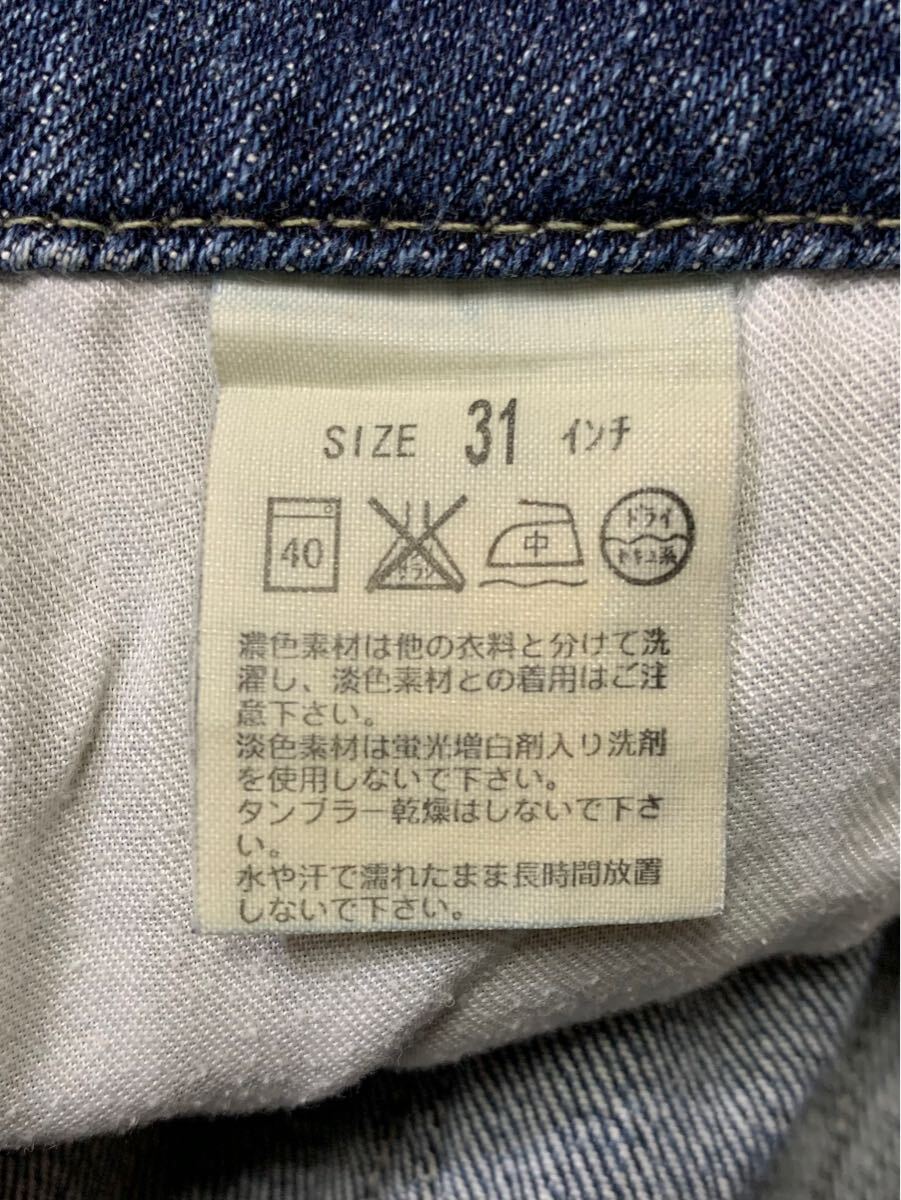 SIZE 31 ｲﾝﾁ
40 中 ドライ
セキユ系
濃色素材は他の衣料と分けて洗
濯し、淡色素材との着用はご注
意下さい。
淡色素材は蛍光増白剤入り洗剤
を使用しないで下さい。
タンブラー乾燥はしないで下さ
い。
水や汗で濡れたまま長時間放置
しないで下さい。